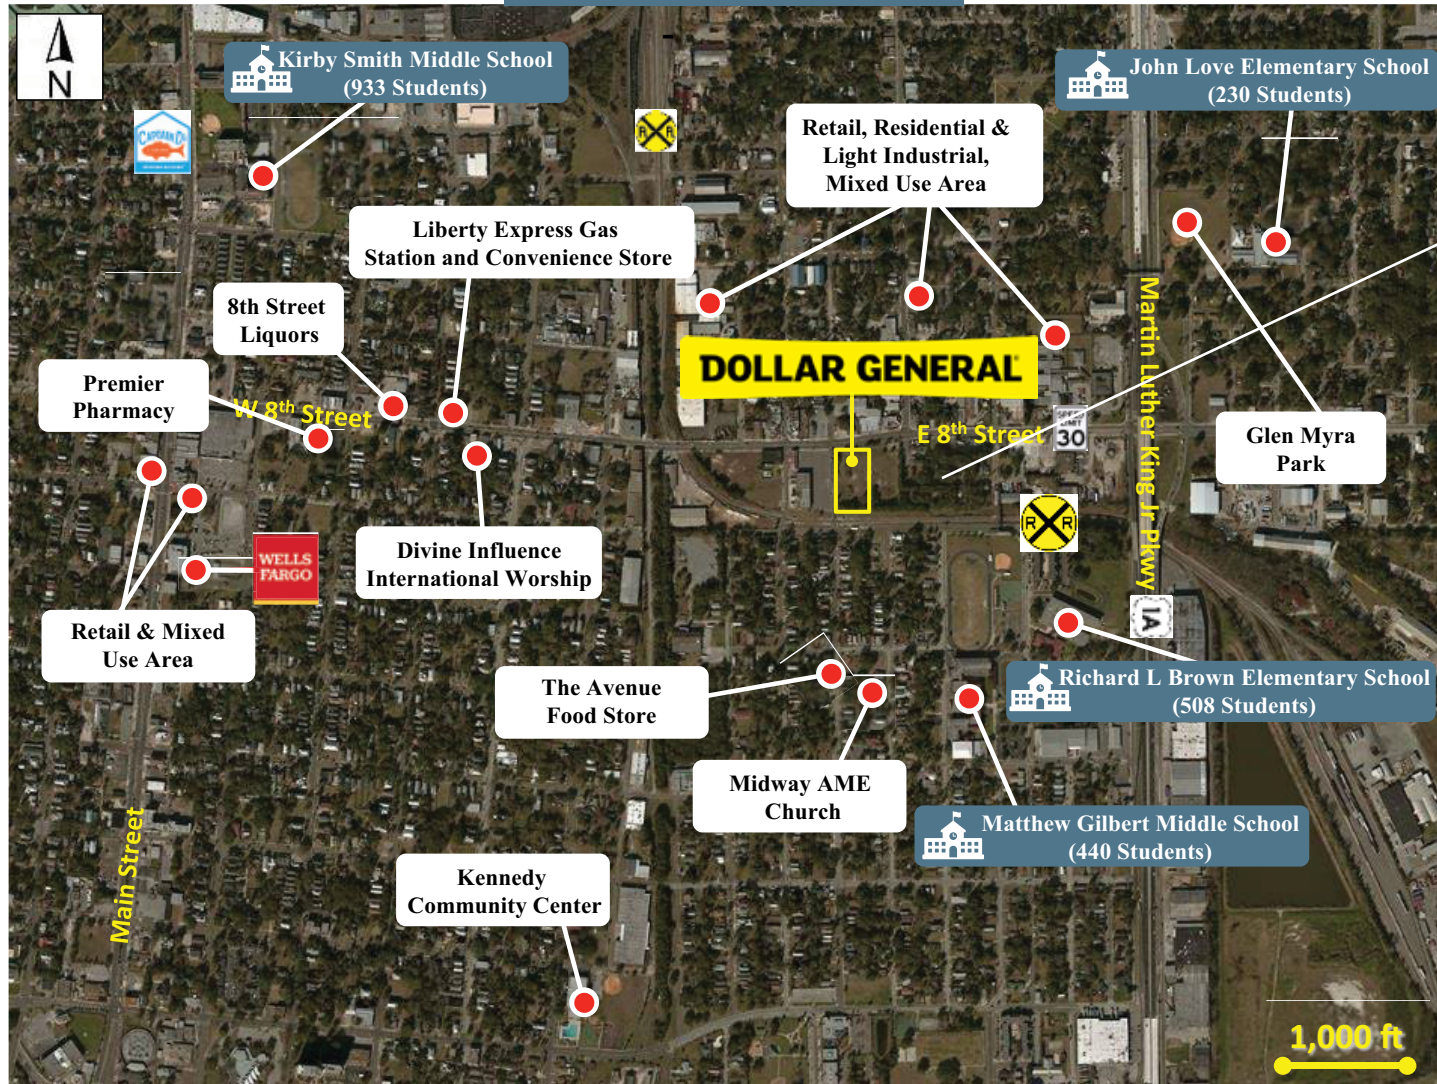 N
Kirby Smith Middle School
(933 Students)
John Love Elementary School
(230 Students)
CAPTAIN D's
R R
Retail, Residential &
Light Industrial,
Mixed Use Area
Liberty Express Gas
Station and Convenience Store
8th Street
Liquors
Premier
Pharmacy
W 8th Street
DOLLAR GENERAL
E 8th Street
SPEED
LIMIT
30
Martin Luther King Jr Pkwy
Glen Myra
Park
R R
WELLS
FARGO
Divine Influence
International Worship
1A
Retail & Mixed
Use Area
The Avenue
Food Store
Richard L Brown Elementary School
(508 Students)
Midway AME
Church
Matthew Gilbert Middle School
(440 Students)
Main Street
Kennedy
Community Center
1,000 ft